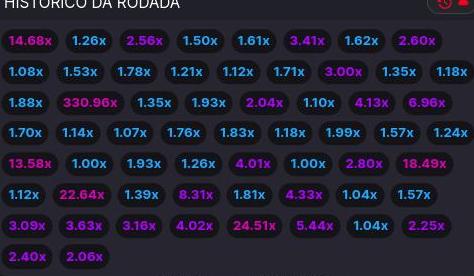 HISTÓRICO DA RODADA
14.68x 1.26x 2.56x 1.50x 1.61x 3.41x 1.62x 2.60x
1.08x 1.53x 1.78x 1.21x 1.12x 1.71x 3.00x 1.35x 1.18x
1.88x 330.96x 1.35x 1.93x 2.04x 1.10x 4.13x 6.96x
1.70x 1.14x 1.07x 1.76x 1.83x 1.18x 1.99x 1.57x 1.24x
13.58x 1.00x 1.93x 1.26x 4.01x 1.00x 2.80x 18.49x
1.12x 22.64x 1.39x 8.31x 1.81x 4.33x 1.04x 1.57x
3.09x 3.63x 3.16x 4.02x 24.51x 5.44x 1.04x 2.25x
2.40x 2.06x